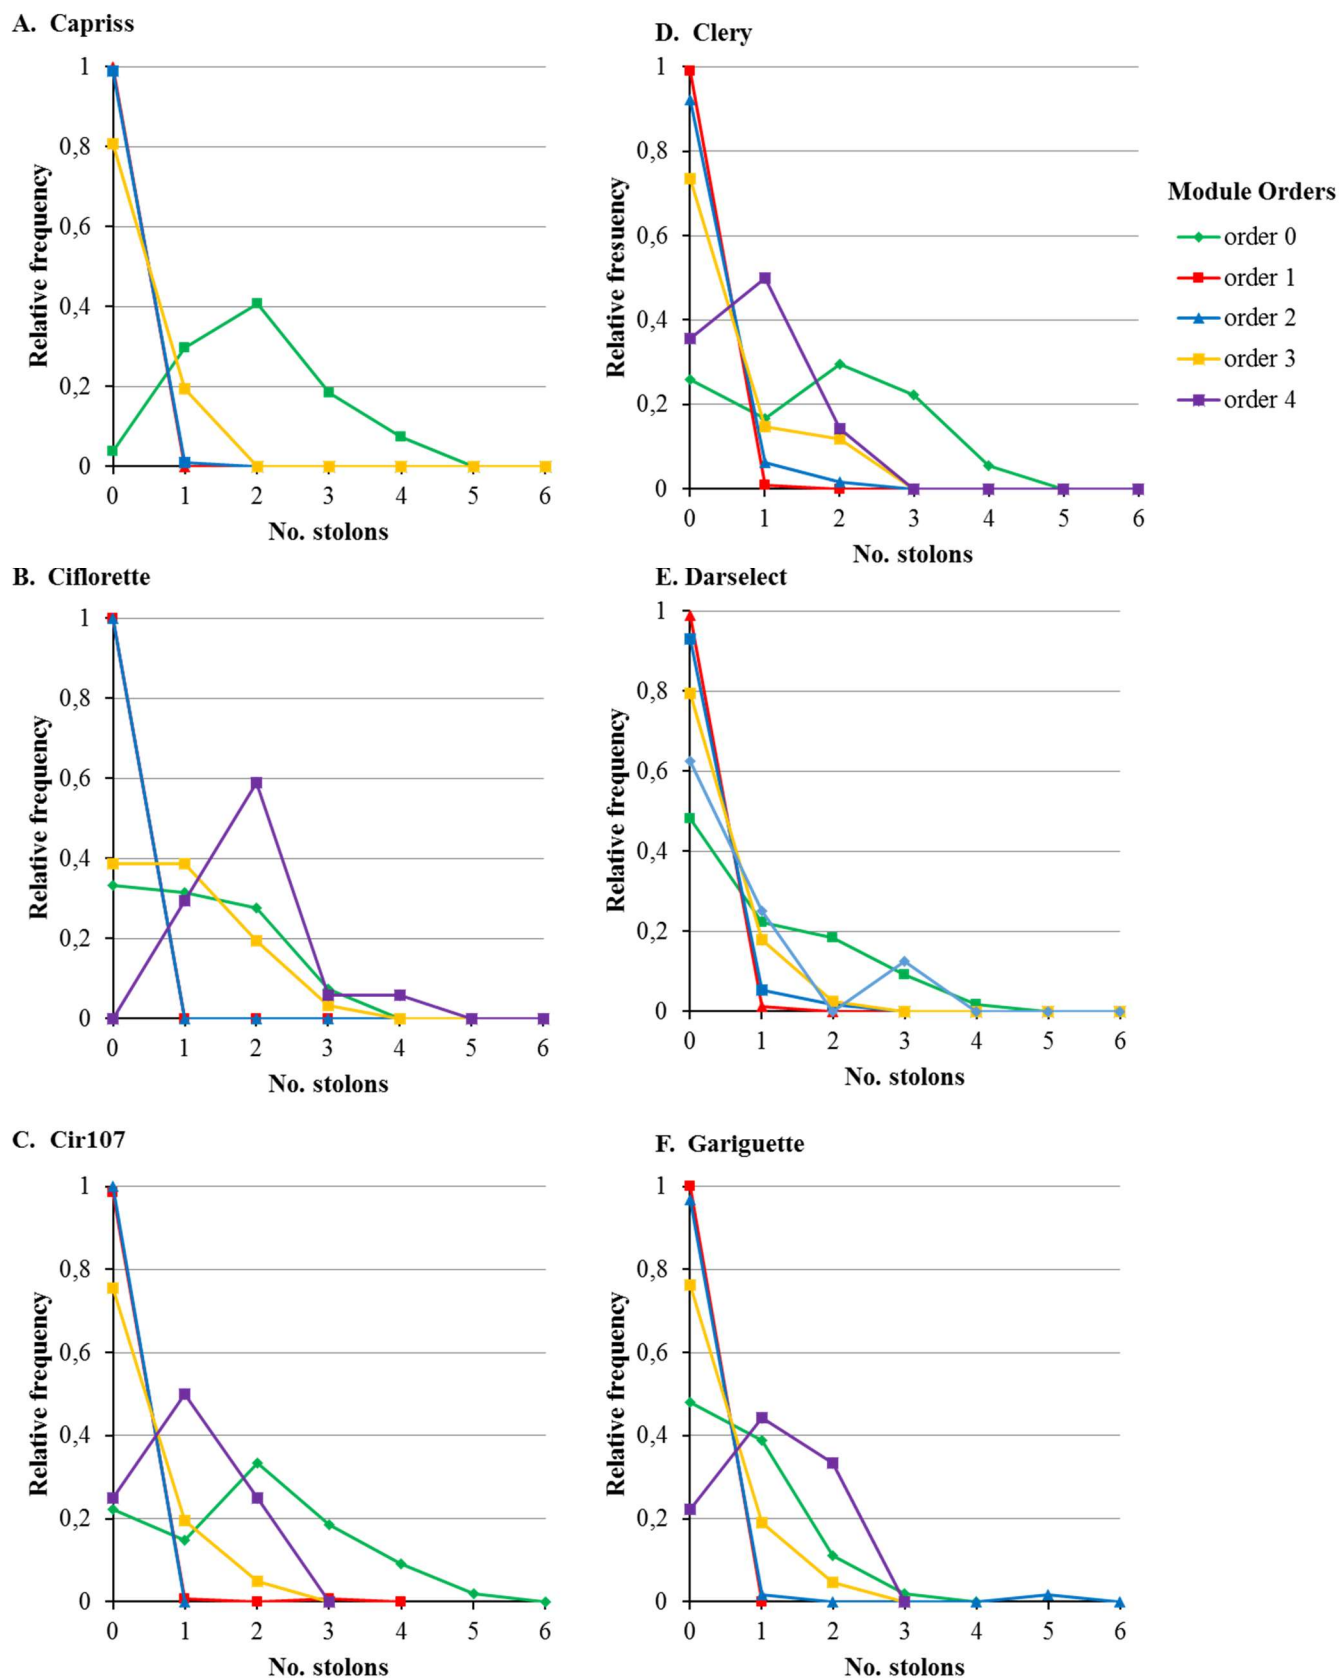 A. Capriss
1
0,8
0,6
0,4
0,2
0
Relative frequency
0 1 2 3 4 5 6
No. stolons
D. Clery
1
0,8
0,6
0,4
0,2
0
Relative fresuency
0 1 2 3 4 5 6
No. stolons
Module Orders
order 0
order 1
order 2
order 3
order 4
B. Ciflorette
1
0,8
0,6
0,4
0,2
0
Relative frequency
0 1 2 3 4 5 6
No. stolons
E. Darselect
1
0,8
0,6
0,4
0,2
0
Relative frequency
0 1 2 3 4 5 6
No. stolons
C. Cir107
1
0,8
0,6
0,4
0,2
0
Relative frequency
0 1 2 3 4 5 6
No. stolons
F. Gariguette
1
0,8
0,6
0,4
0,2
0
Relative frequency
0 1 2 3 4 5 6
No. stolons